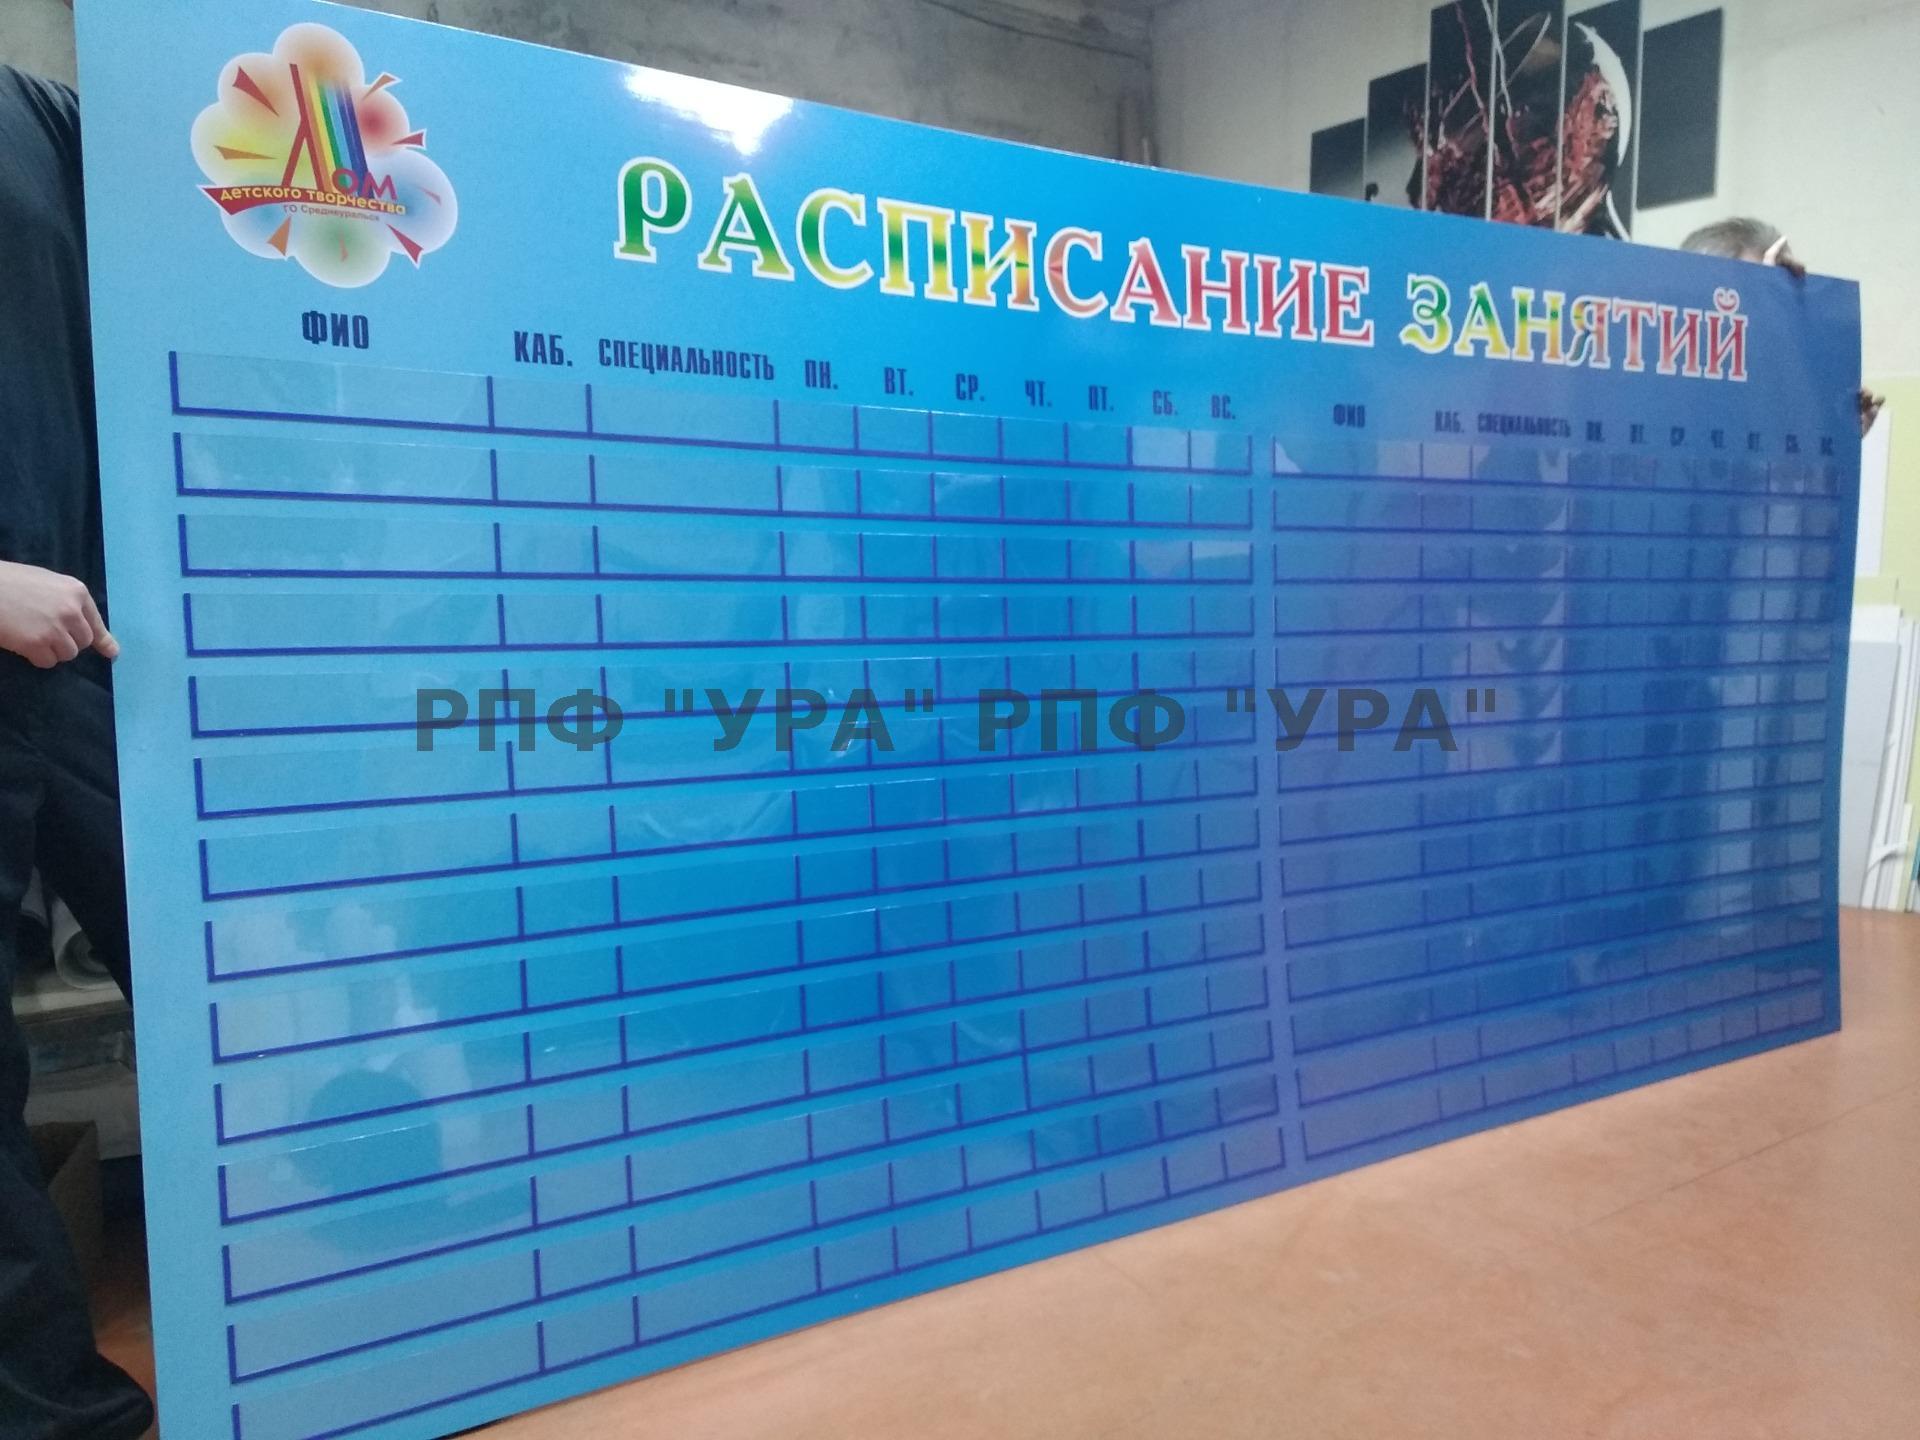 Дом
детского творчества
ГО Среднеуральск
РАСПИСАНИЕ ЗАНЯТИЙ
ФИО КАБ. СПЕЦИАЛЬНОСТЬ ПН. ВТ. СР. ЧТ. ПТ. СБ. ВС.
ФИО КАБ. СПЕЦИАЛЬНОСТЬ ПН. ВТ. СР. ЧТ. ПТ. СБ. ВС.
РПФ "УРА" РПФ "УРА"